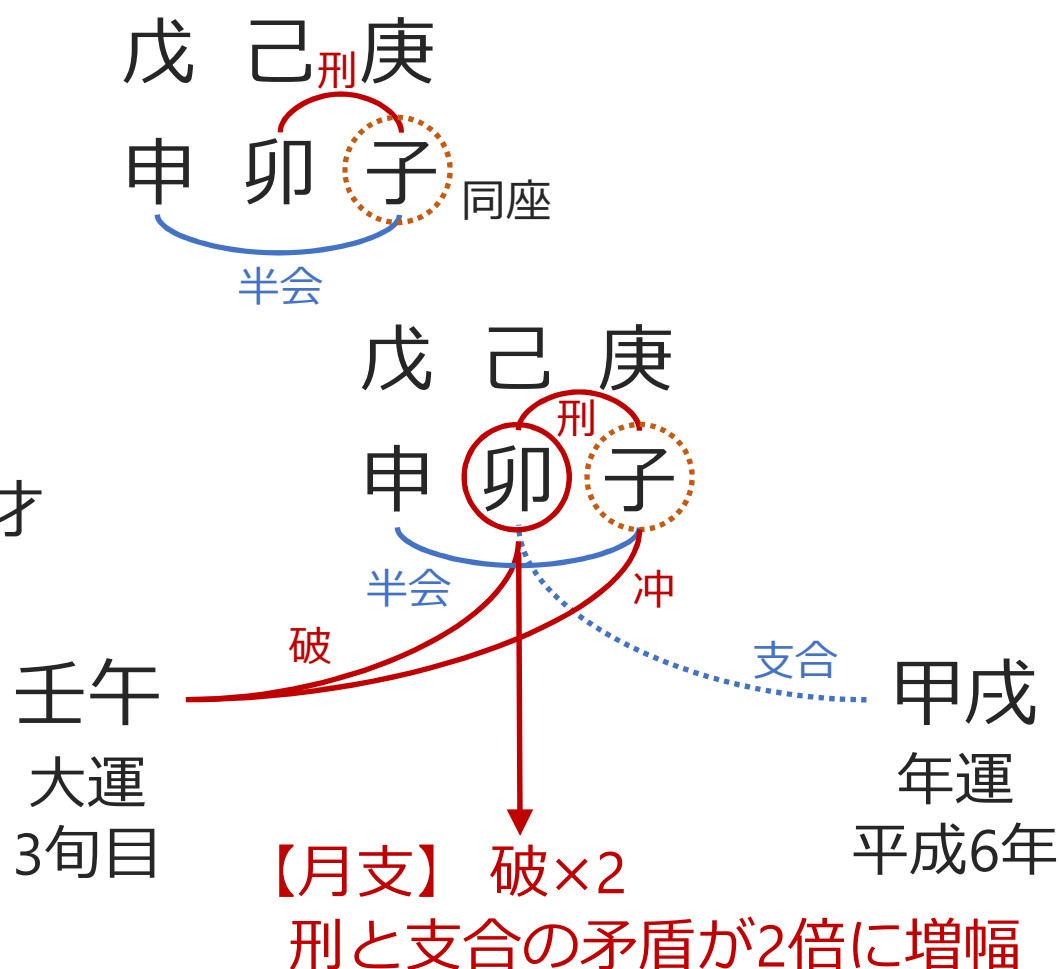 戊 己 庚
刑
申 卯 子
同座
半会
戊 己 庚
刑
申 卯 子
才
半会
冲
破
支合
壬午
甲戌
大運
3旬目
年運
平成6年
【月支】 破×2
刑と支合の矛盾が2倍に増幅